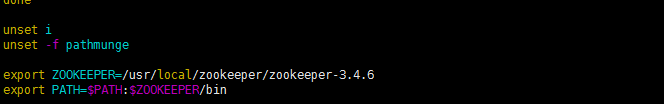 done
unset i
unset -f pathmunge
export ZOOKEEPER=/usr/local/zookeeper/zookeeper-3.4.6
export PATH=$PATH:$ZOOKEEPER/bin